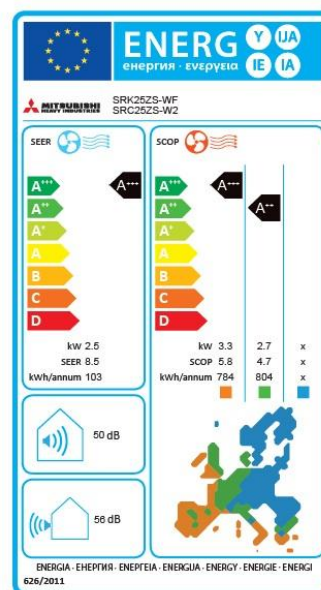 ENERG
енергия · ενεργεια
Y IJA
IE IA
MITSUBISHI
HEAVY INDUSTRIES
SRK25ZS-WF
SRC25ZS-W2
SEER
A+++
A++
A+
A
B
C
D
A+++
kW 2.5
SEER 8.5
kWh/annum 103
SCOP
A+++
A++
A+
A
B
C
D
A+++
A++
kW 3.3 2.7 x
SCOP 5.8 4.7 x
kWh/annum 784 804 x
50 dB
56 dB
ENERGIA · ЕНЕРГИЯ · ΕΝΕΡΓΕΙΑ · ENERGIJA · ENERGY · ENERGIE · ENERGI
626/2011